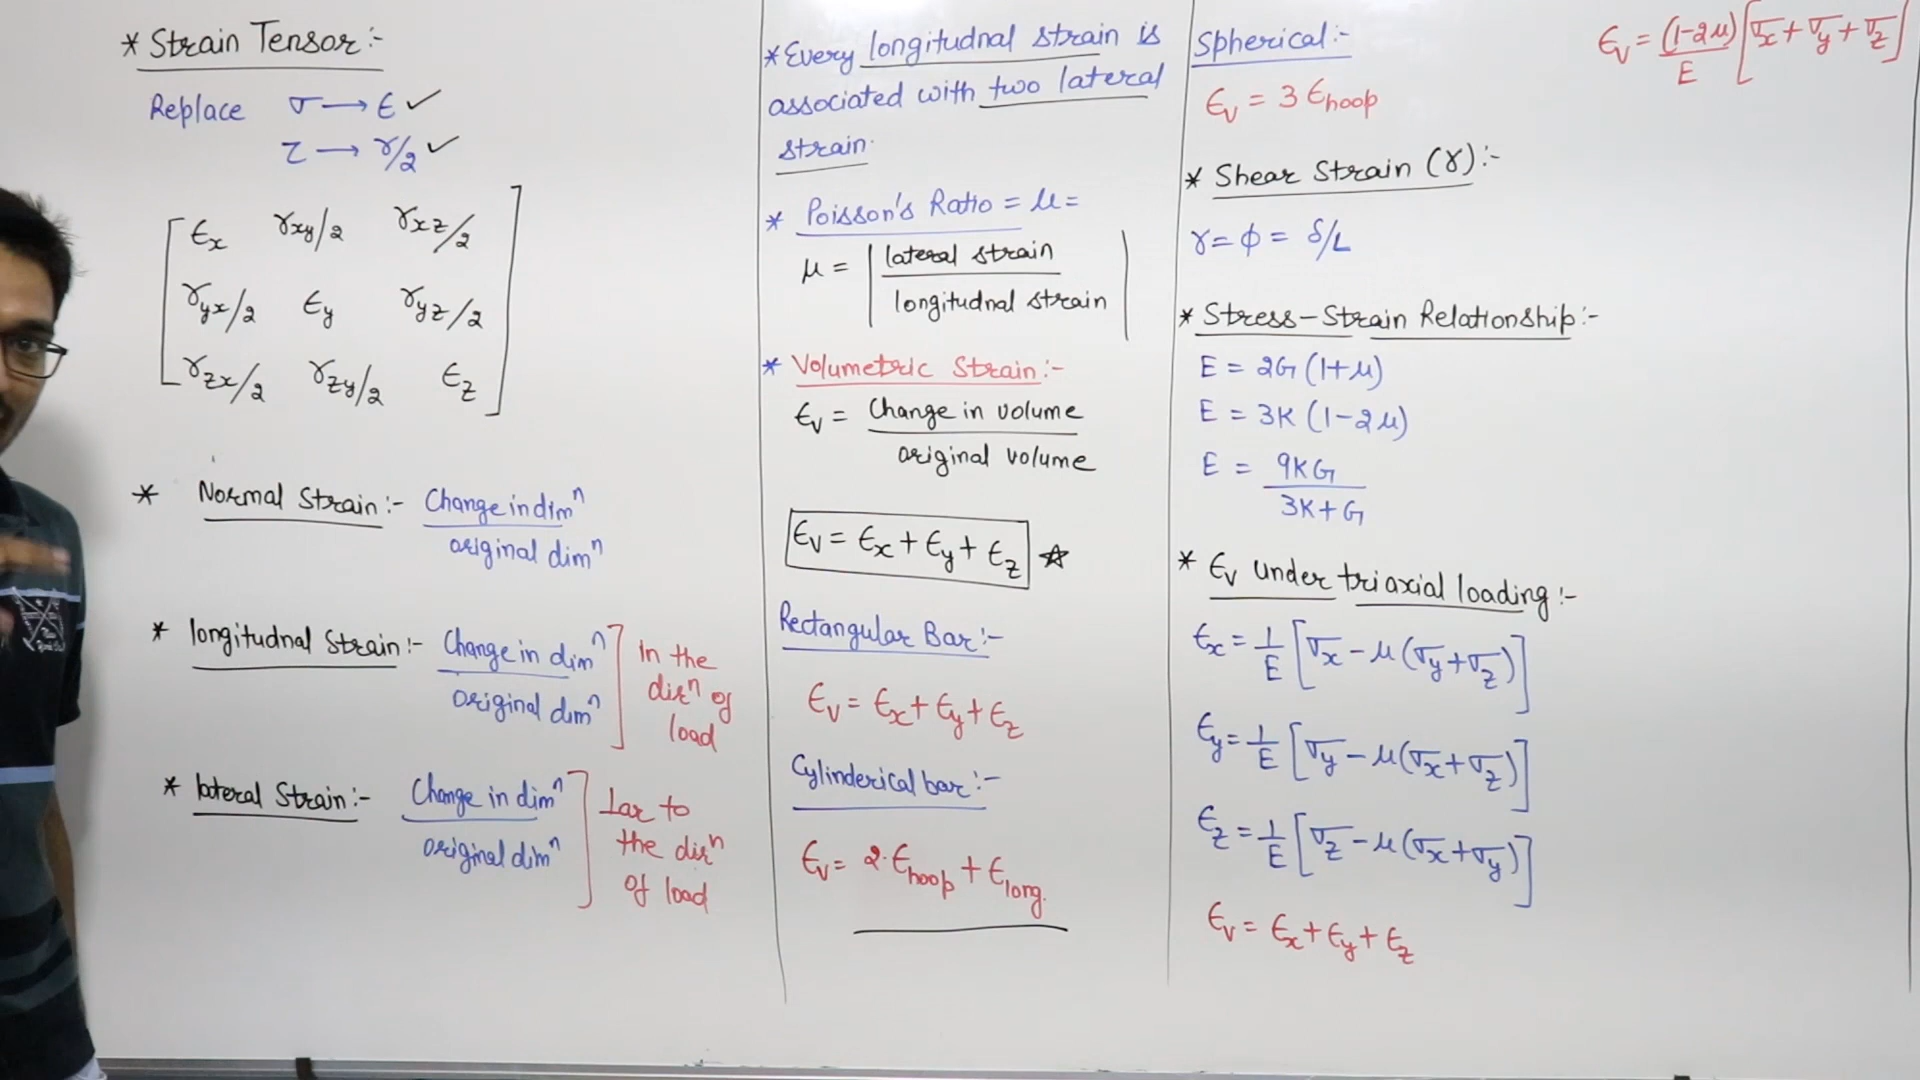 * Strain Tensor:-
Replace σ → ϵ ✓
τ → γ/2 ✓
ϵx γxy/2 γxz/2
γyx/2 ϵy γyz/2
γzx/2 γzy/2 ϵz
* Normal Strain:- Change in dimⁿ
original dimⁿ
* longitudnal Strain:- Change in dimⁿ
original dimⁿ
In the
dirⁿ of
load
* lateral Strain:- Change in dimⁿ
original dimⁿ
⊥ar to
the dirⁿ
of load
* Every longitudnal strain is
associated with two lateral
strain.
* Poisson's Ratio = μ =
μ = | lateral strain
longitudnal strain |
* Volumetric Strain:-
ϵv = Change in volume
original volume
ϵv = ϵx + ϵy + ϵz ☆
Rectangular Bar:-
ϵv = ϵx + ϵy + ϵz
Cylinderical bar:-
ϵv = 2·ϵhoop + ϵlong.
Spherical:-
ϵv = 3 ϵhoop
* Shear Strain (γ):-
γ = ϕ = δ/L
* Stress-Strain Relationship:-
E = 2G (1+μ)
E = 3K (1-2μ)
E = 9KG
3K+G
* ϵv under triaxial loading:-
ϵx = 1/E [σx - μ(σy+σz)]
ϵy = 1/E [σy - μ(σx+σz)]
ϵz = 1/E [σz - μ(σx+σy)]
ϵv = ϵx + ϵy + ϵz
ϵv = (1-2μ)/E [σx + σy + σz]